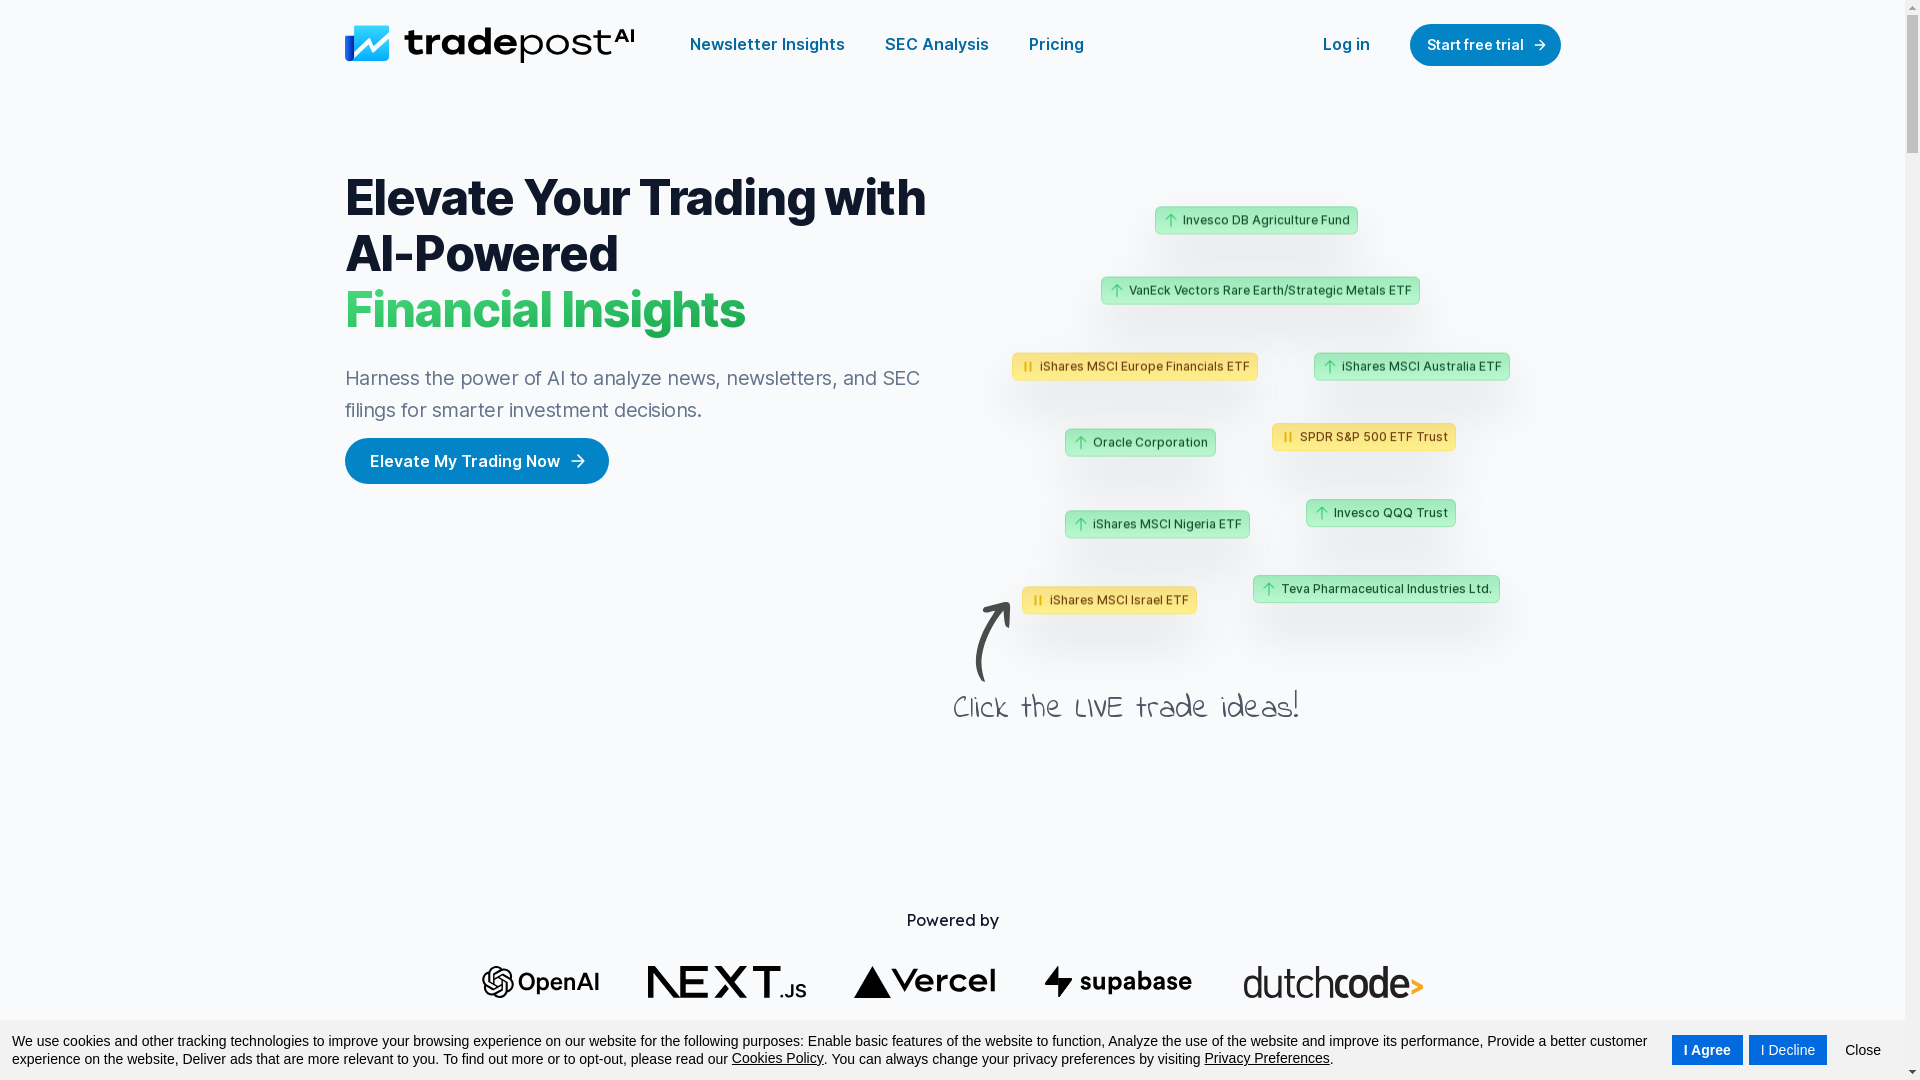 tradepostAI
Newsletter Insights
SEC Analysis
Pricing
Log in
Start free trial
Elevate Your Trading with
AI-Powered
Financial Insights
Harness the power of AI to analyze news, newsletters, and SEC
filings for smarter investment decisions.
Elevate My Trading Now
Invesco DB Agriculture Fund
VanEck Vectors Rare Earth/Strategic Metals ETF
iShares MSCI Europe Financials ETF
iShares MSCI Australia ETF
Oracle Corporation
SPDR S&P 500 ETF Trust
iShares MSCI Nigeria ETF
Invesco QQQ Trust
iShares MSCI Israel ETF
Teva Pharmaceutical Industries Ltd.
Click the LIVE trade ideas!
Powered by
OpenAI
NEXT.JS
Vercel
supabase
dutchcode>
We use cookies and other tracking technologies to improve your browsing experience on our website for the following purposes: Enable basic features of the website to function, Analyze the use of the website and improve its performance, Provide a better customer
experience on the website, Deliver ads that are more relevant to you. To find out more or to opt-out, please read our Cookies Policy. You can always change your privacy preferences by visiting Privacy Preferences.
I Agree
I Decline
Close